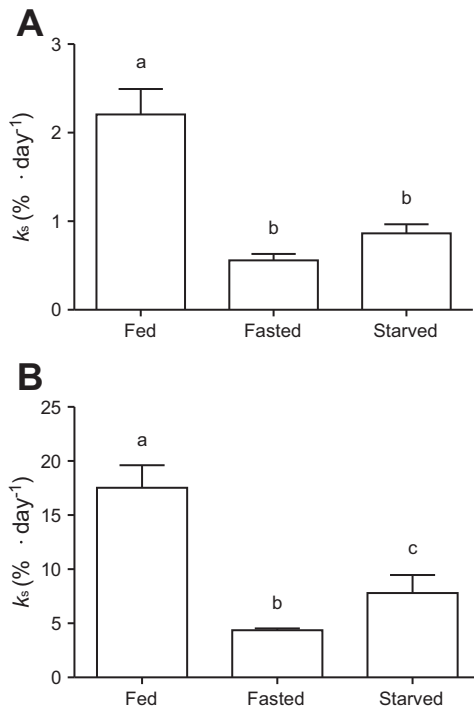 A
3
a
2
kₛ (% · day⁻¹)
b
b
1
0
Fed Fasted Starved
B
25
a
20
15
kₛ (% · day⁻¹)
c
10
b
5
0
Fed Fasted Starved